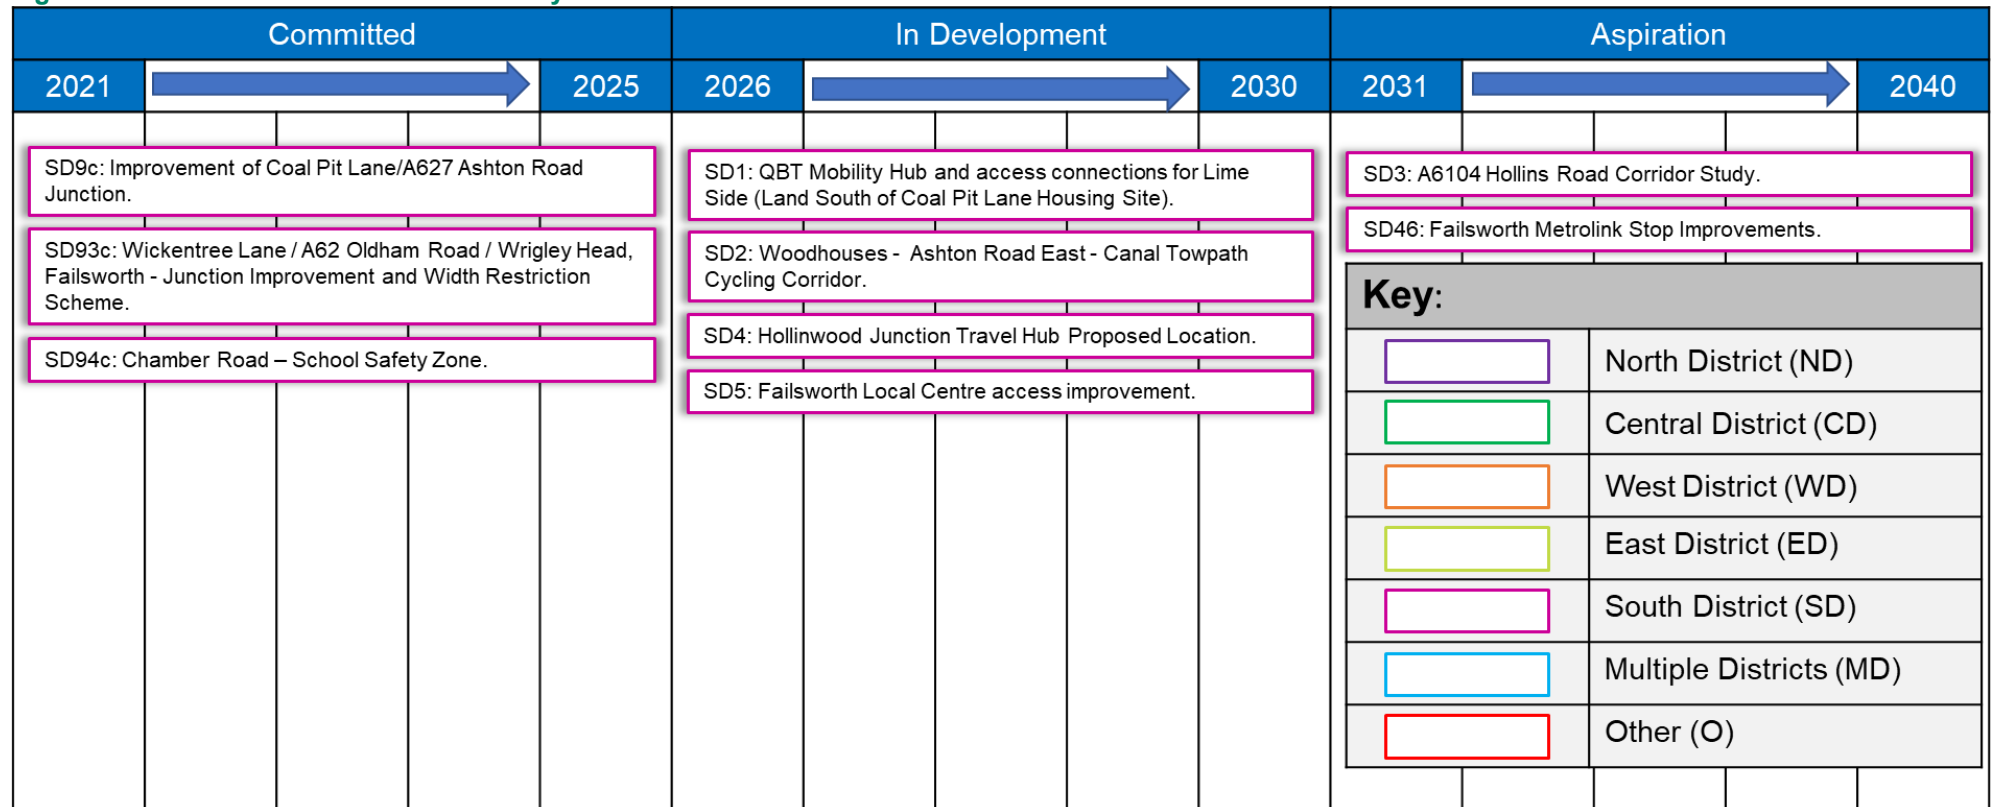 Committed
In Development
Aspiration
2021
2025
2026
2030
2031
2040
SD9c: Improvement of Coal Pit Lane/A627 Ashton Road
Junction.
SD93c: Wickentree Lane / A62 Oldham Road / Wrigley Head,
Failsworth - Junction Improvement and Width Restriction
Scheme.
SD94c: Chamber Road – School Safety Zone.
SD1: QBT Mobility Hub and access connections for Lime
Side (Land South of Coal Pit Lane Housing Site).
SD2: Woodhouses - Ashton Road East - Canal Towpath
Cycling Corridor.
SD4: Hollinwood Junction Travel Hub Proposed Location.
SD5: Failsworth Local Centre access improvement.
SD3: A6104 Hollins Road Corridor Study.
SD46: Failsworth Metrolink Stop Improvements.
Key:
North District (ND)
Central District (CD)
West District (WD)
East District (ED)
South District (SD)
Multiple Districts (MD)
Other (O)